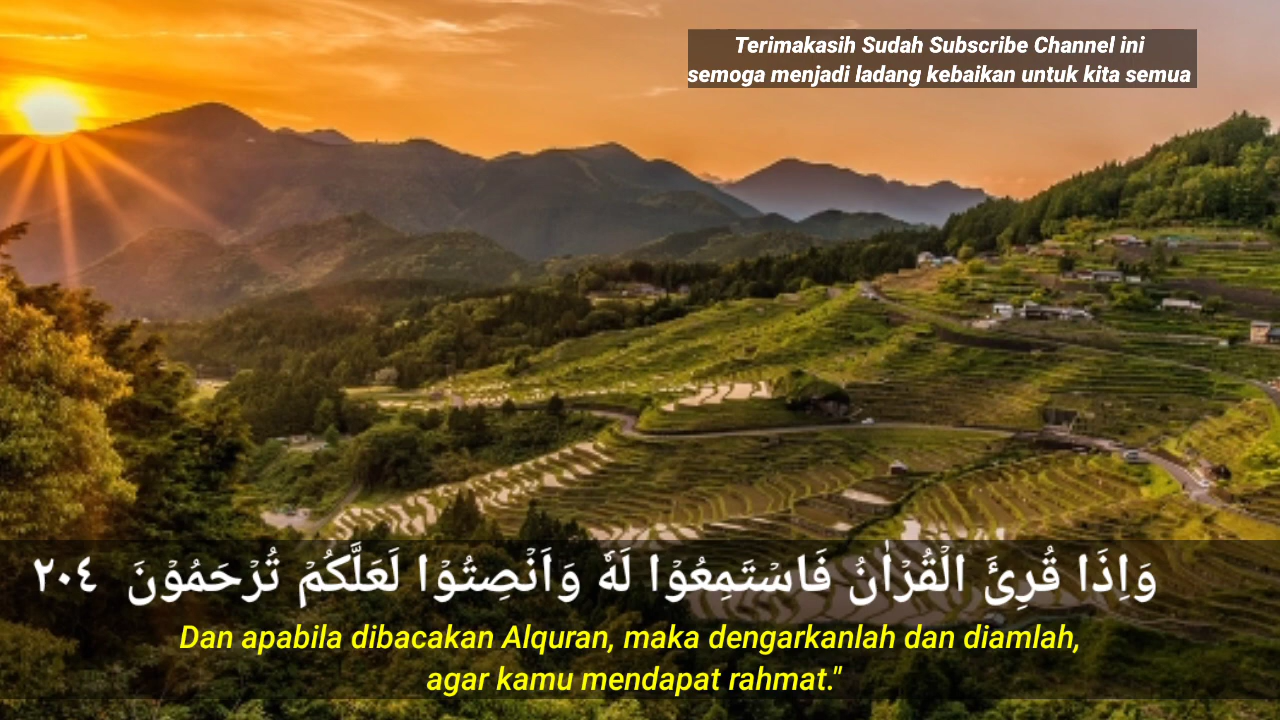 Terimakasih Sudah Subscribe Channel ini
semoga menjadi ladang kebaikan untuk kita semua
وَاِذَا قُرِئَ الْقُرْاٰنُ فَاسْتَمِعُوْا لَهٗ وَاَنْصِتُوْا لَعَلَّكُمْ تُرْحَمُوْنَ ٢٠٤
Dan apabila dibacakan Alquran, maka dengarkanlah dan diamlah,
agar kamu mendapat rahmat."